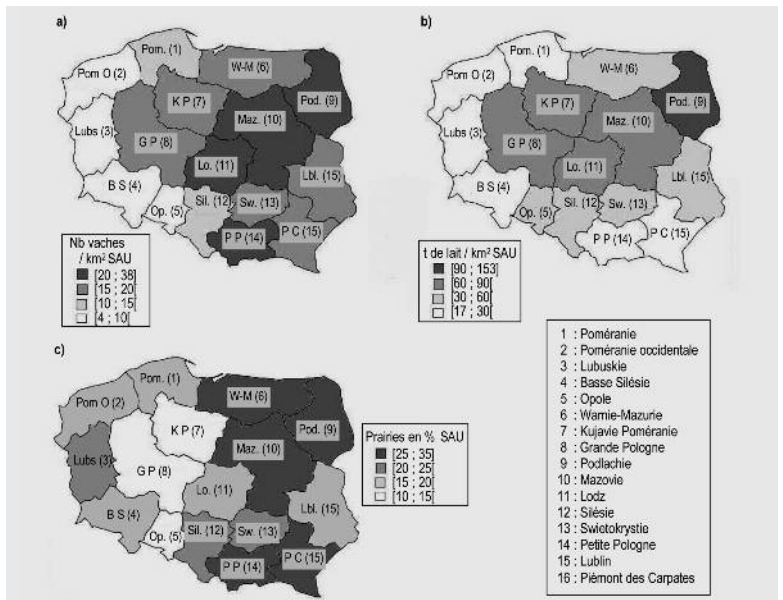 a)
Pom. (1)
Pom O (2)
W-M (6)
K P (7)
Pod. (9)
Maz. (10)
Lubs (3)
G P (8)
Lo. (11)
B S (4)
Op. (5)
Sil. (12)
Sw. (13)
Lbl. (15)
P P (14)
P C (15)
Nb vaches
/ km² SAU
[20 ; 38]
[15 ; 20[
[10 ; 15[
[4 ; 10[
b)
Pom. (1)
Pom O (2)
W-M (6)
K P (7)
Pod. (9)
Maz. (10)
Lubs (3)
G P (8)
Lo. (11)
B S (4)
Op. (5)
Sil. (12)
Sw. (13)
Lbl. (15)
P P (14)
P C (15)
t de lait / km² SAU
[90 ; 153]
[60 ; 90[
[30 ; 60[
[17 ; 30[
c)
Pom. (1)
Pom O (2)
W-M (6)
K P (7)
Pod. (9)
Maz. (10)
Lubs (3)
G P (8)
Lo. (11)
B S (4)
Op. (5)
Sil. (12)
Sw. (13)
Lbl. (15)
P P (14)
P C (15)
Prairies en % SAU
[25 ; 35]
[20 ; 25[
[15 ; 20[
[10 ; 15[
1 : Poméranie
2 : Poméranie occidentale
3 : Lubuskie
4 : Basse Silésie
5 : Opole
6 : Warnie-Mazurie
7 : Kujavie Poméranie
8 : Grande Pologne
9 : Podlachie
10 : Mazovie
11 : Lodz
12 : Silésie
13 : Swietokrystie
14 : Petite Pologne
15 : Lublin
16 : Piémont des Carpates